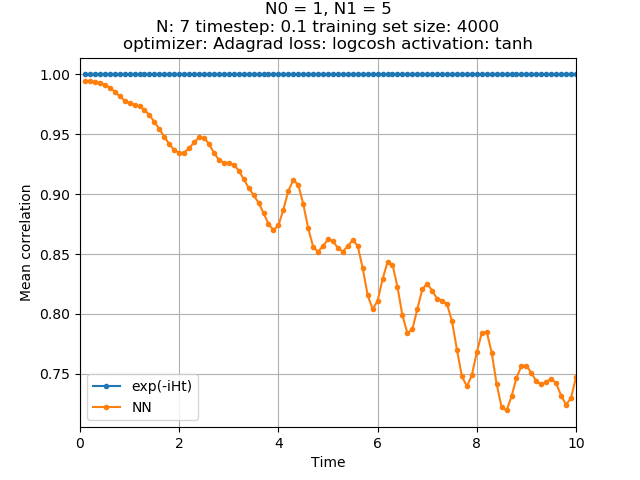 N0 = 1, N1 = 5
N: 7 timestep: 0.1 training set size: 4000
optimizer: Adagrad loss: logcosh activation: tanh
1.00
0.95
0.90
0.85
0.80
0.75
Mean correlation
exp(-iHt)
NN
0 2 4 6 8 10
Time